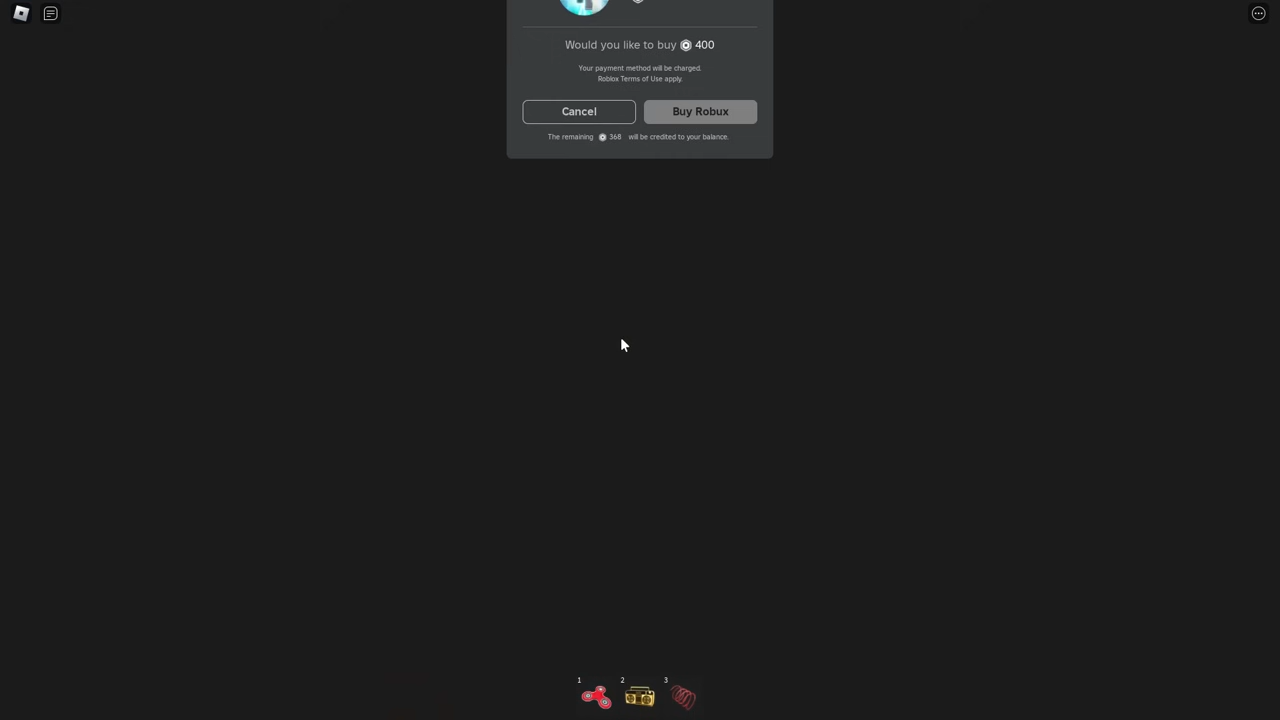 Would you like to buy 400
Your payment method will be charged.
Roblox Terms of Use apply.
Cancel
Buy Robux
The remaining 368 will be credited to your balance.
1
2
3